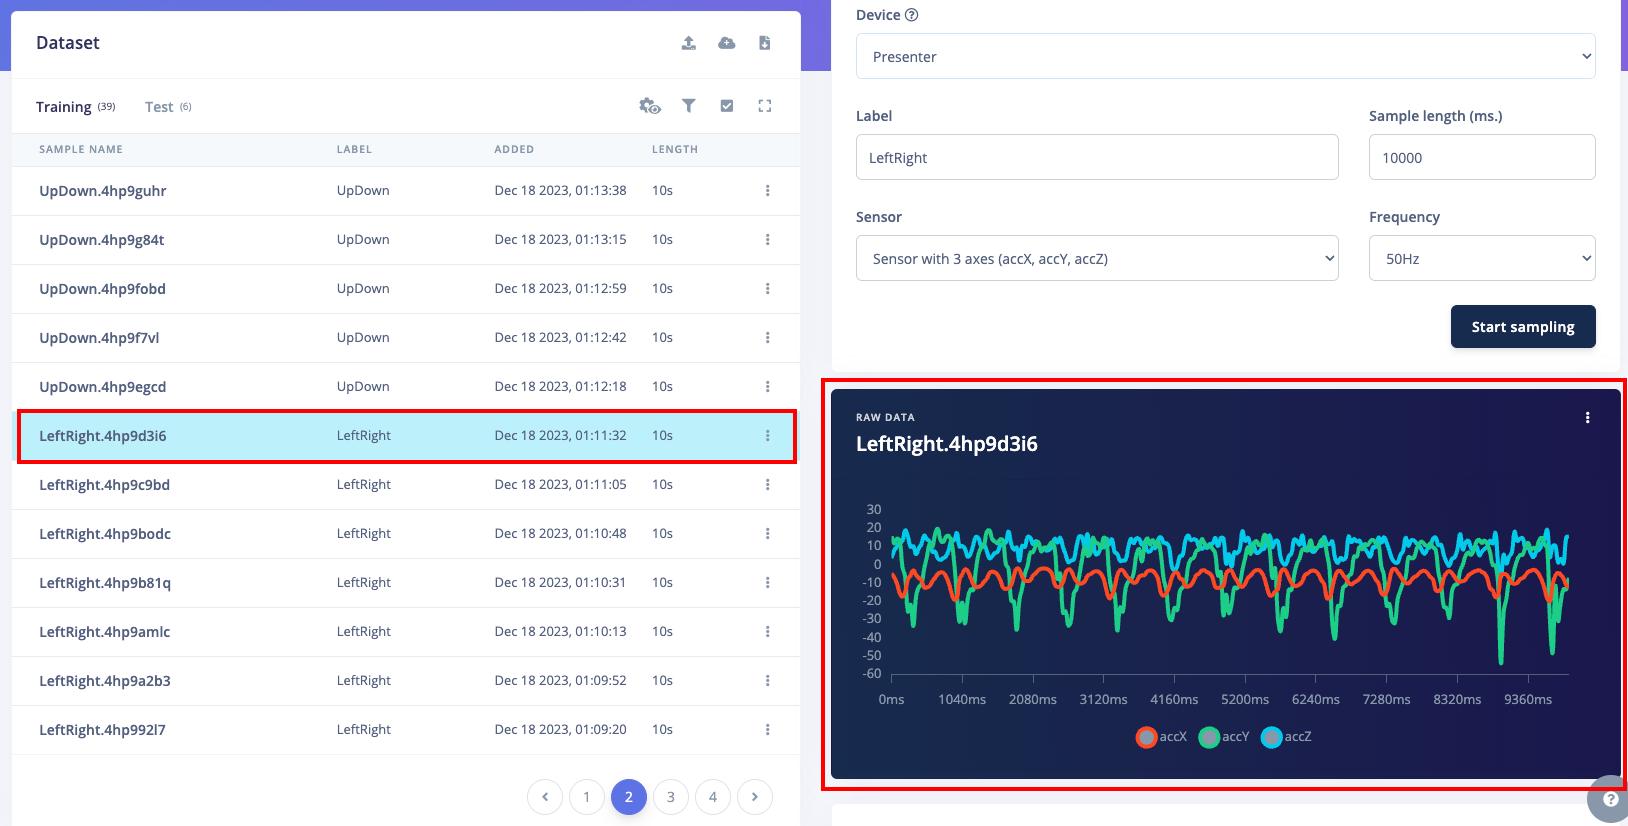 Dataset
Training (39) Test (6)
SAMPLE NAME LABEL ADDED LENGTH
UpDown.4hp9guhr UpDown Dec 18 2023, 01:13:38 10s
UpDown.4hp9g84t UpDown Dec 18 2023, 01:13:15 10s
UpDown.4hp9fobd UpDown Dec 18 2023, 01:12:59 10s
UpDown.4hp9f7vl UpDown Dec 18 2023, 01:12:42 10s
UpDown.4hp9egcd UpDown Dec 18 2023, 01:12:18 10s
LeftRight.4hp9d3i6 LeftRight Dec 18 2023, 01:11:32 10s
LeftRight.4hp9c9bd LeftRight Dec 18 2023, 01:11:05 10s
LeftRight.4hp9bodc LeftRight Dec 18 2023, 01:10:48 10s
LeftRight.4hp9b81q LeftRight Dec 18 2023, 01:10:31 10s
LeftRight.4hp9amlc LeftRight Dec 18 2023, 01:10:13 10s
LeftRight.4hp9a2b3 LeftRight Dec 18 2023, 01:09:52 10s
LeftRight.4hp992l7 LeftRight Dec 18 2023, 01:09:20 10s
1 2 3 4
Device ?
Presenter
Label Sample length (ms.)
LeftRight 10000
Sensor Frequency
Sensor with 3 axes (accX, accY, accZ) 50Hz
Start sampling
RAW DATA
LeftRight.4hp9d3i6
30
20
10
0
-10
-20
-30
-40
-50
-60
0ms 1040ms 2080ms 3120ms 4160ms 5200ms 6240ms 7280ms 8320ms 9360ms
accX accY accZ
?